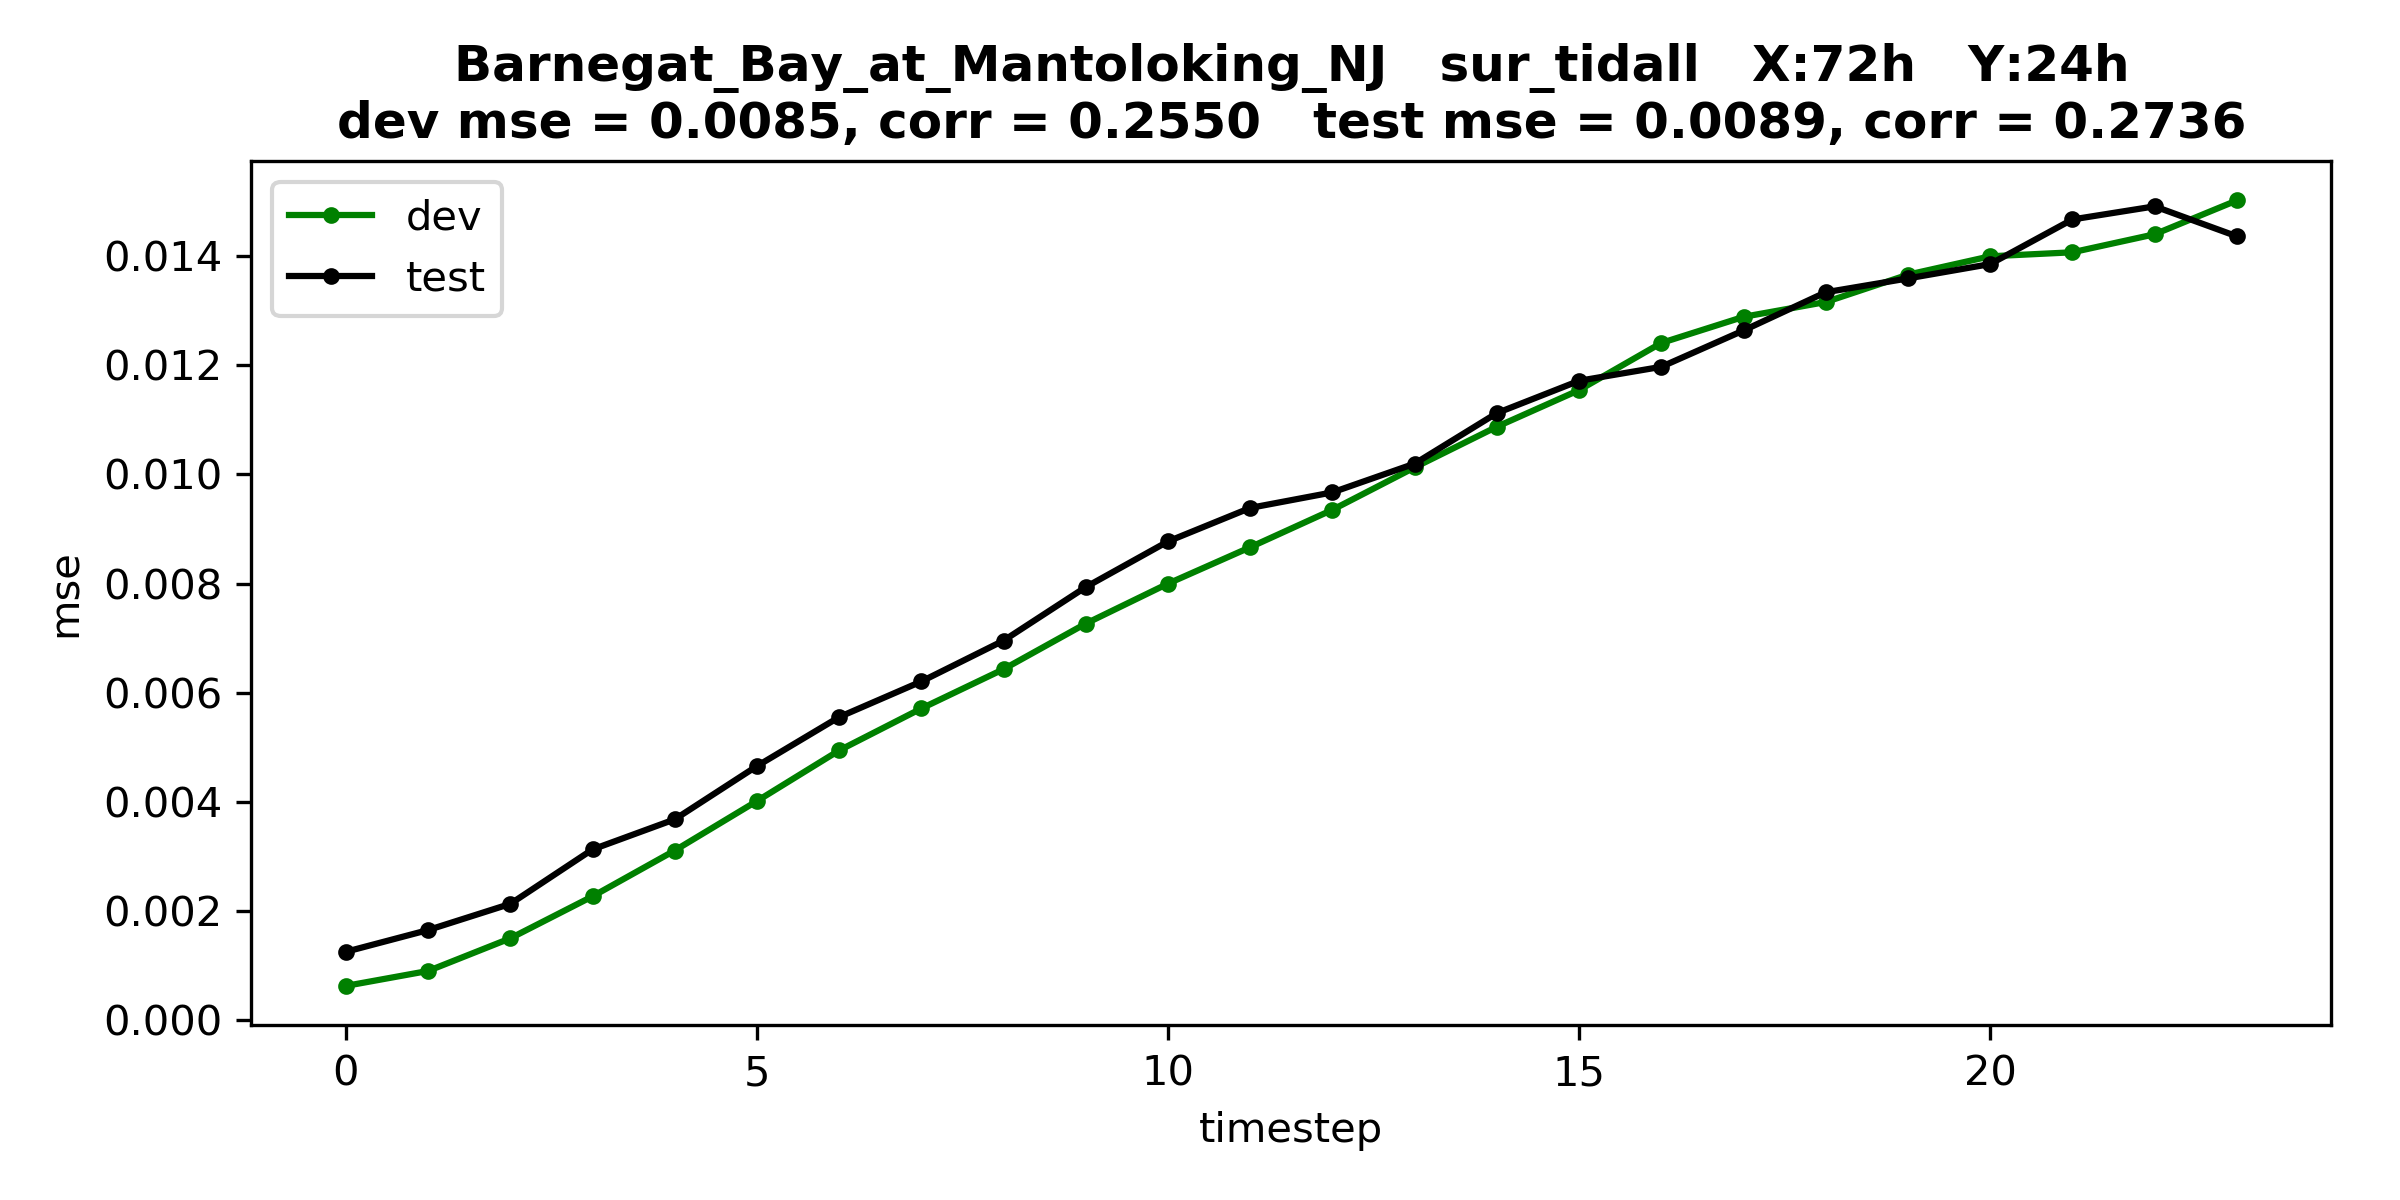 Barnegat_Bay_at_Mantoloking_NJ   sur_tidall   X:72h   Y:24h
dev mse = 0.0085, corr = 0.2550   test mse = 0.0089, corr = 0.2736
dev
test
0.014
0.012
0.010
0.008
0.006
0.004
0.002
0.000
mse
0 5 10 15 20
timestep